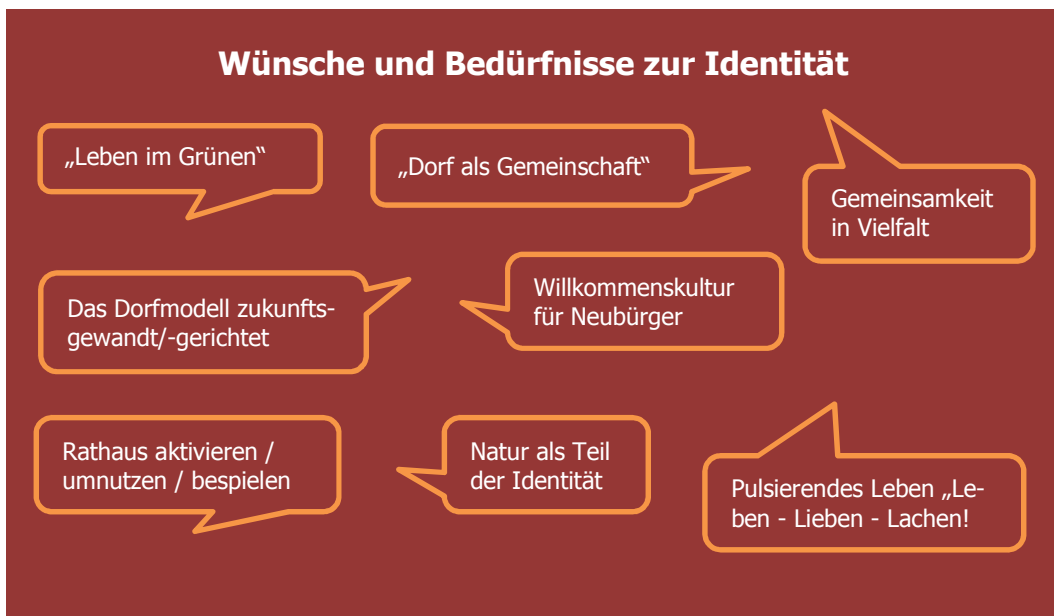 Wünsche und Bedürfnisse zur Identität
„Leben im Grünen“
„Dorf als Gemeinschaft“
Gemeinsamkeit
in Vielfalt
Das Dorfmodell zukunfts-
gewandt/-gerichtet
Willkommenskultur
für Neubürger
Rathaus aktivieren /
umnutzen / bespielen
Natur als Teil
der Identität
Pulsierendes Leben „Le-
ben - Lieben - Lachen!